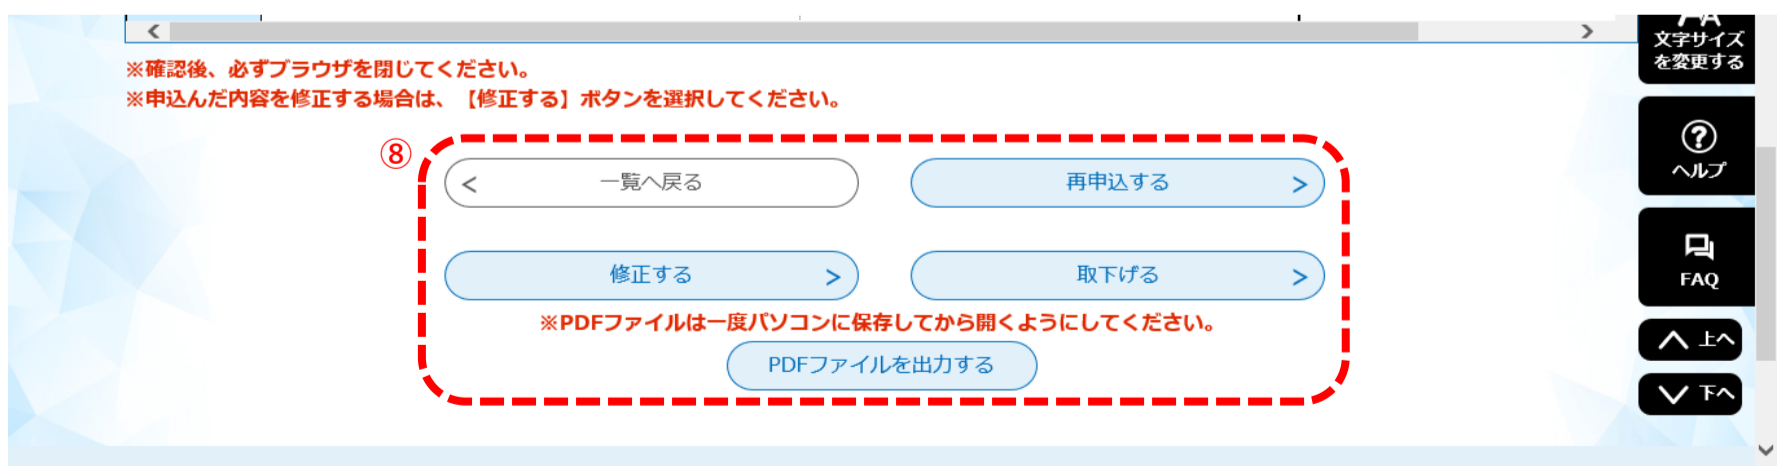 ※確認後、必ずブラウザを閉じてください。
※申込んだ内容を修正する場合は、【修正する】ボタンを選択してください。
⑧
< 一覧へ戻る
再申込する >
修正する >
取下げる >
※PDFファイルは一度パソコンに保存してから開くようにしてください。
PDFファイルを出力する
文字サイズ
を変更する
?
ヘルプ
FAQ
上へ
下へ